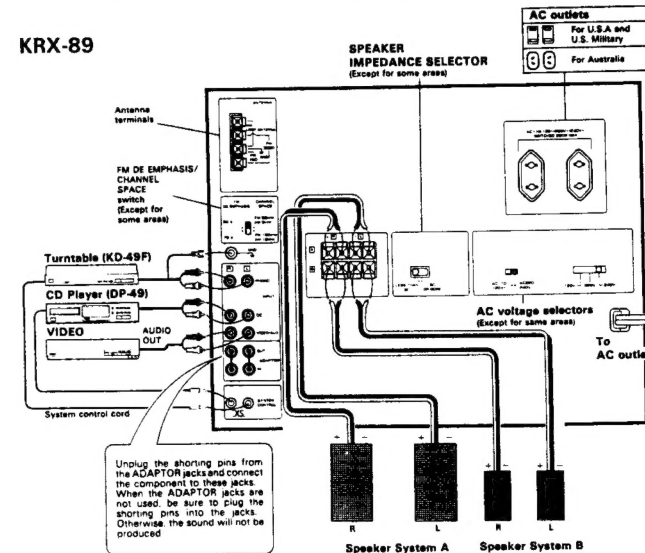 KRX-89
AC outlets
For U.S.A and
U.S. Military
For Australia
SPEAKER
IMPEDANCE SELECTOR
(Except for some areas)
Antenna
terminals
FM DE EMPHASIS/
CHANNEL
SPACE
switch
(Except for
some areas)
Turntable (KD-49F)
CD Player (DP-49)
VIDEO
AUDIO
OUT
INPUT
System control cord
AC voltage selectors
(Except for same areas)
To
AC outle
Unplug the shorting pins from
the ADAPTOR jacks and connect
the component to these jacks.
When the ADAPTOR jacks are
not used, be sure to plug the
shorting pins into the jacks.
Otherwise, the sound will not be
produced
+ - + - + - + -
R L R L
Speaker System A Speaker System B